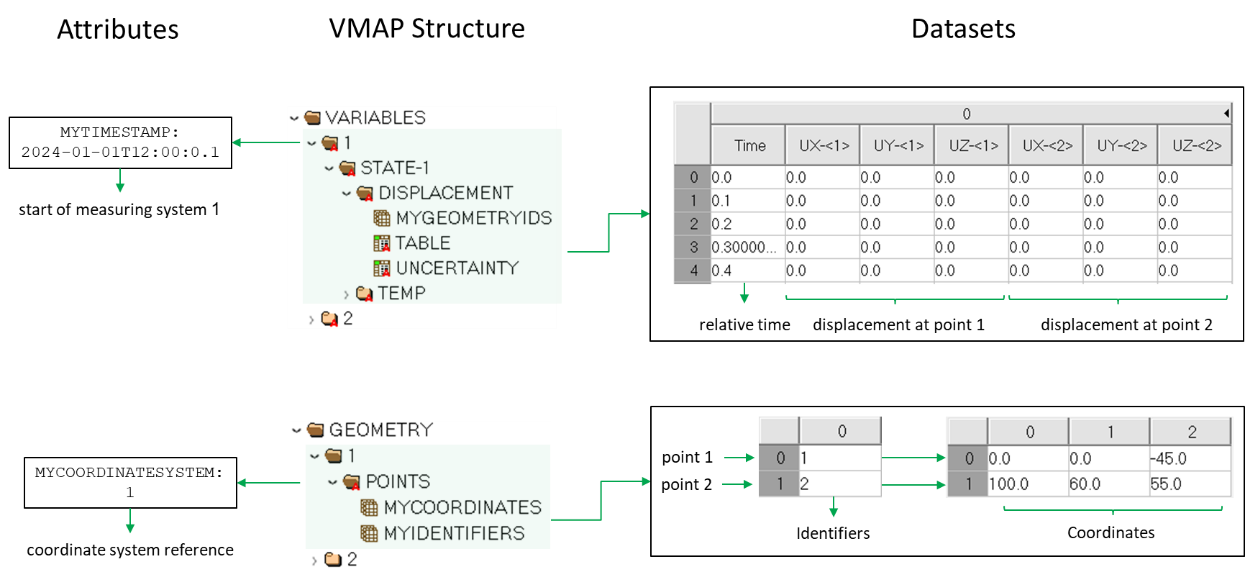 Attributes
VMAP Structure
Datasets
MYTIMESTAMP:
2024-01-01T12:00:0.1
start of measuring system 1
VARIABLES
1
STATE-1
DISPLACEMENT
MYGEOMETRYIDS
TABLE
UNCERTAINTY
TEMP
2
0
Time UX-<1> UY-<1> UZ-<1> UX-<2> UY-<2> UZ-<2>
0 0.0 0.0 0.0 0.0 0.0 0.0 0.0
1 0.1 0.0 0.0 0.0 0.0 0.0 0.0
2 0.2 0.0 0.0 0.0 0.0 0.0 0.0
3 0.30000... 0.0 0.0 0.0 0.0 0.0 0.0
4 0.4 0.0 0.0 0.0 0.0 0.0 0.0
relative time displacement at point 1 displacement at point 2
MYCOORDINATESYSTEM:
1
coordinate system reference
GEOMETRY
1
POINTS
MYCOORDINATES
MYIDENTIFIERS
2
0
point 1 0 1
point 2 1 2
Identifiers
0 1 2
0 0.0 0.0 -45.0
1 100.0 60.0 55.0
Coordinates